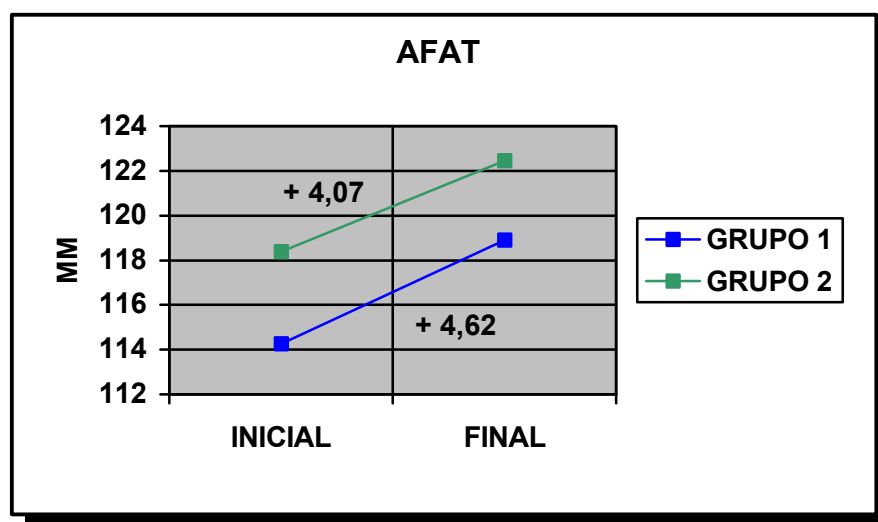 AFAT
124
122
120
118
116
114
112
MM
+ 4,07
+ 4,62
INICIAL
FINAL
GRUPO 1
GRUPO 2